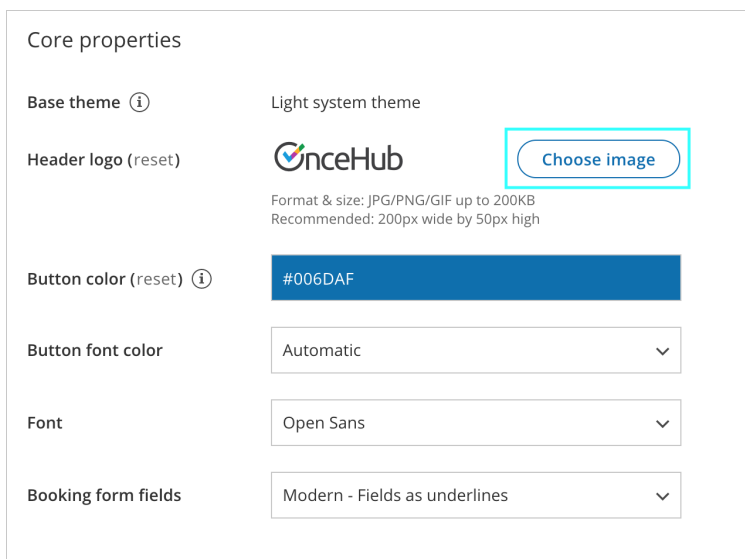 Core properties
Base theme i
Light system theme
Header logo (reset)
OnceHub
Choose image
Format & size: JPG/PNG/GIF up to 200KB
Recommended: 200px wide by 50px high
Button color (reset) i
#006DAF
Button font color
Automatic
Font
Open Sans
Booking form fields
Modern - Fields as underlines